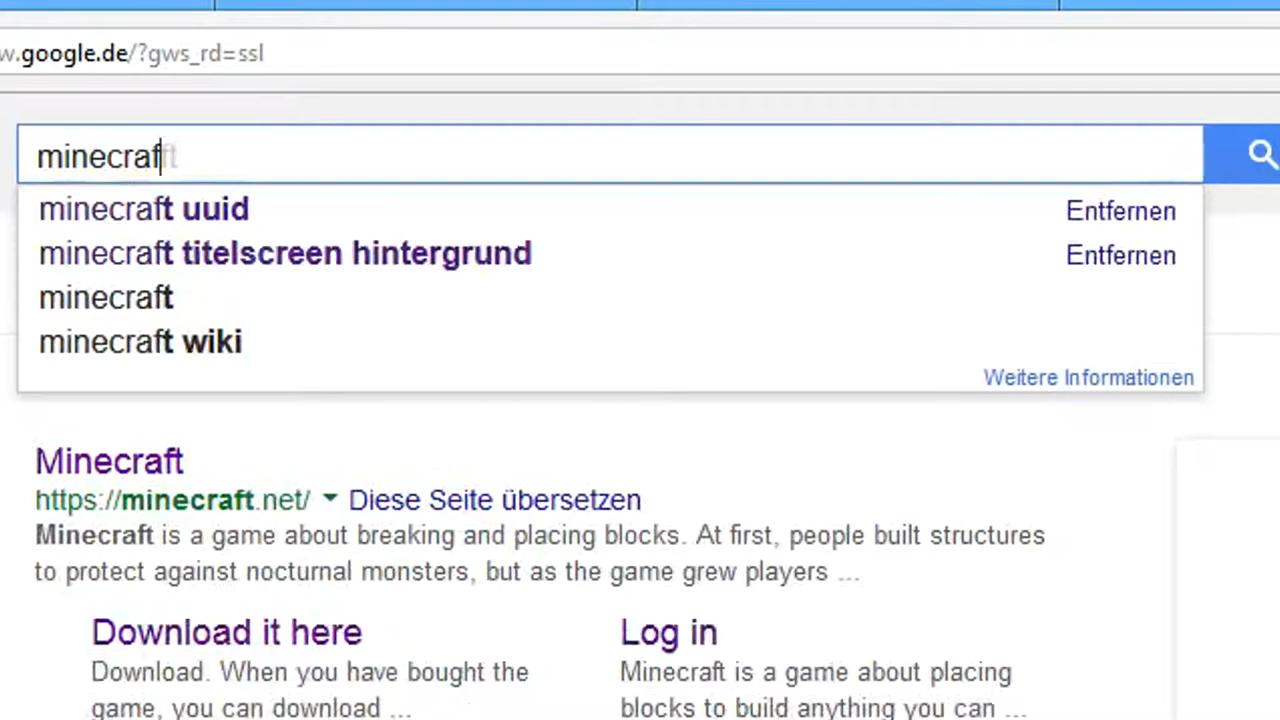 w.google.de/?gws_rd=ssl
minecraft
minecraft uuid Entfernen
minecraft titelscreen hintergrund Entfernen
minecraft
minecraft wiki
Weitere Informationen
Minecraft
https://minecraft.net/ Diese Seite übersetzen
Minecraft is a game about breaking and placing blocks. At first, people built structures
to protect against nocturnal monsters, but as the game grew players ...
Download it here
Download. When you have bought the
game, you can download ...
Log in
Minecraft is a game about placing
blocks to build anything you can ...